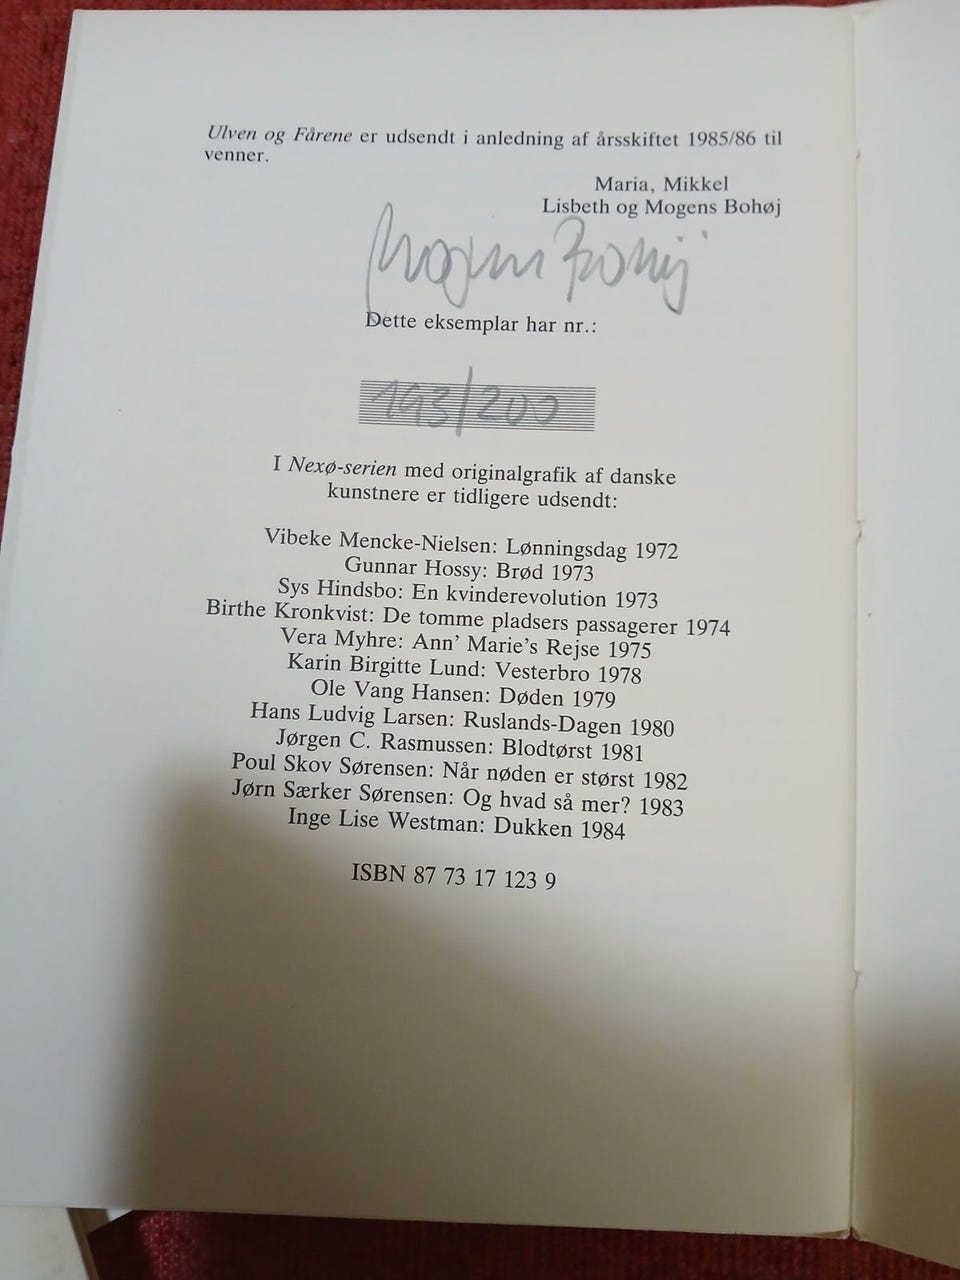 Ulven og Fårene er udsendt i anledning af årsskiftet 1985/86 til
venner.
Maria, Mikkel
Lisbeth og Mogens Bohøj
Mogens Bohøj
Dette eksemplar har nr.:
193/200
I Nexø-serien med originalgrafik af danske
kunstnere er tidligere udsendt:
Vibeke Mencke-Nielsen: Lønningsdag 1972
Gunnar Hossy: Brød 1973
Sys Hindsbo: En kvinderevolution 1973
Birthe Kronkvist: De tomme pladsers passagerer 1974
Vera Myhre: Ann' Marie's Rejse 1975
Karin Birgitte Lund: Vesterbro 1978
Ole Vang Hansen: Døden 1979
Hans Ludvig Larsen: Ruslands-Dagen 1980
Jørgen C. Rasmussen: Blodtørst 1981
Poul Skov Sørensen: Når nøden er størst 1982
Jørn Særker Sørensen: Og hvad så mer? 1983
Inge Lise Westman: Dukken 1984
ISBN 87 73 17 123 9